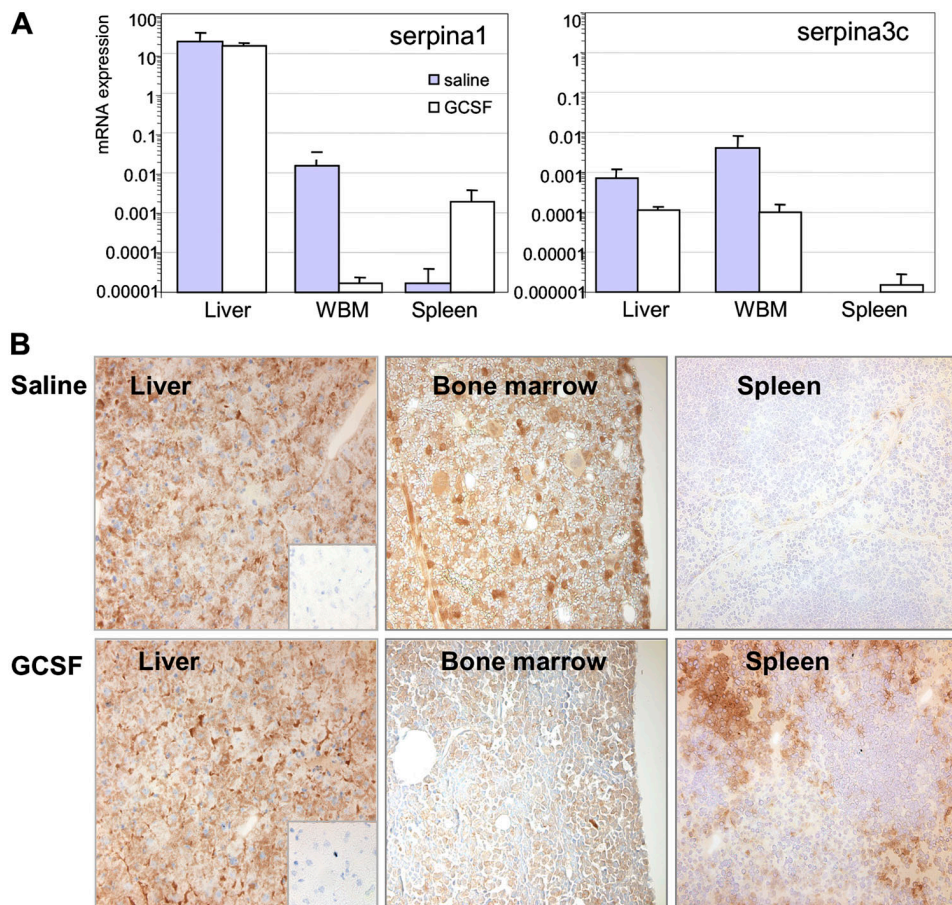 A
serpina1
serpina3c
mRNA expression
saline
GCSF
100
10
1
0.1
0.01
0.001
0.0001
0.00001
Liver
WBM
Spleen
10
1
0.1
0.01
0.001
0.0001
0.00001
0.000001
Liver
WBM
Spleen
B
Saline
Liver
Bone marrow
Spleen
GCSF
Liver
Bone marrow
Spleen